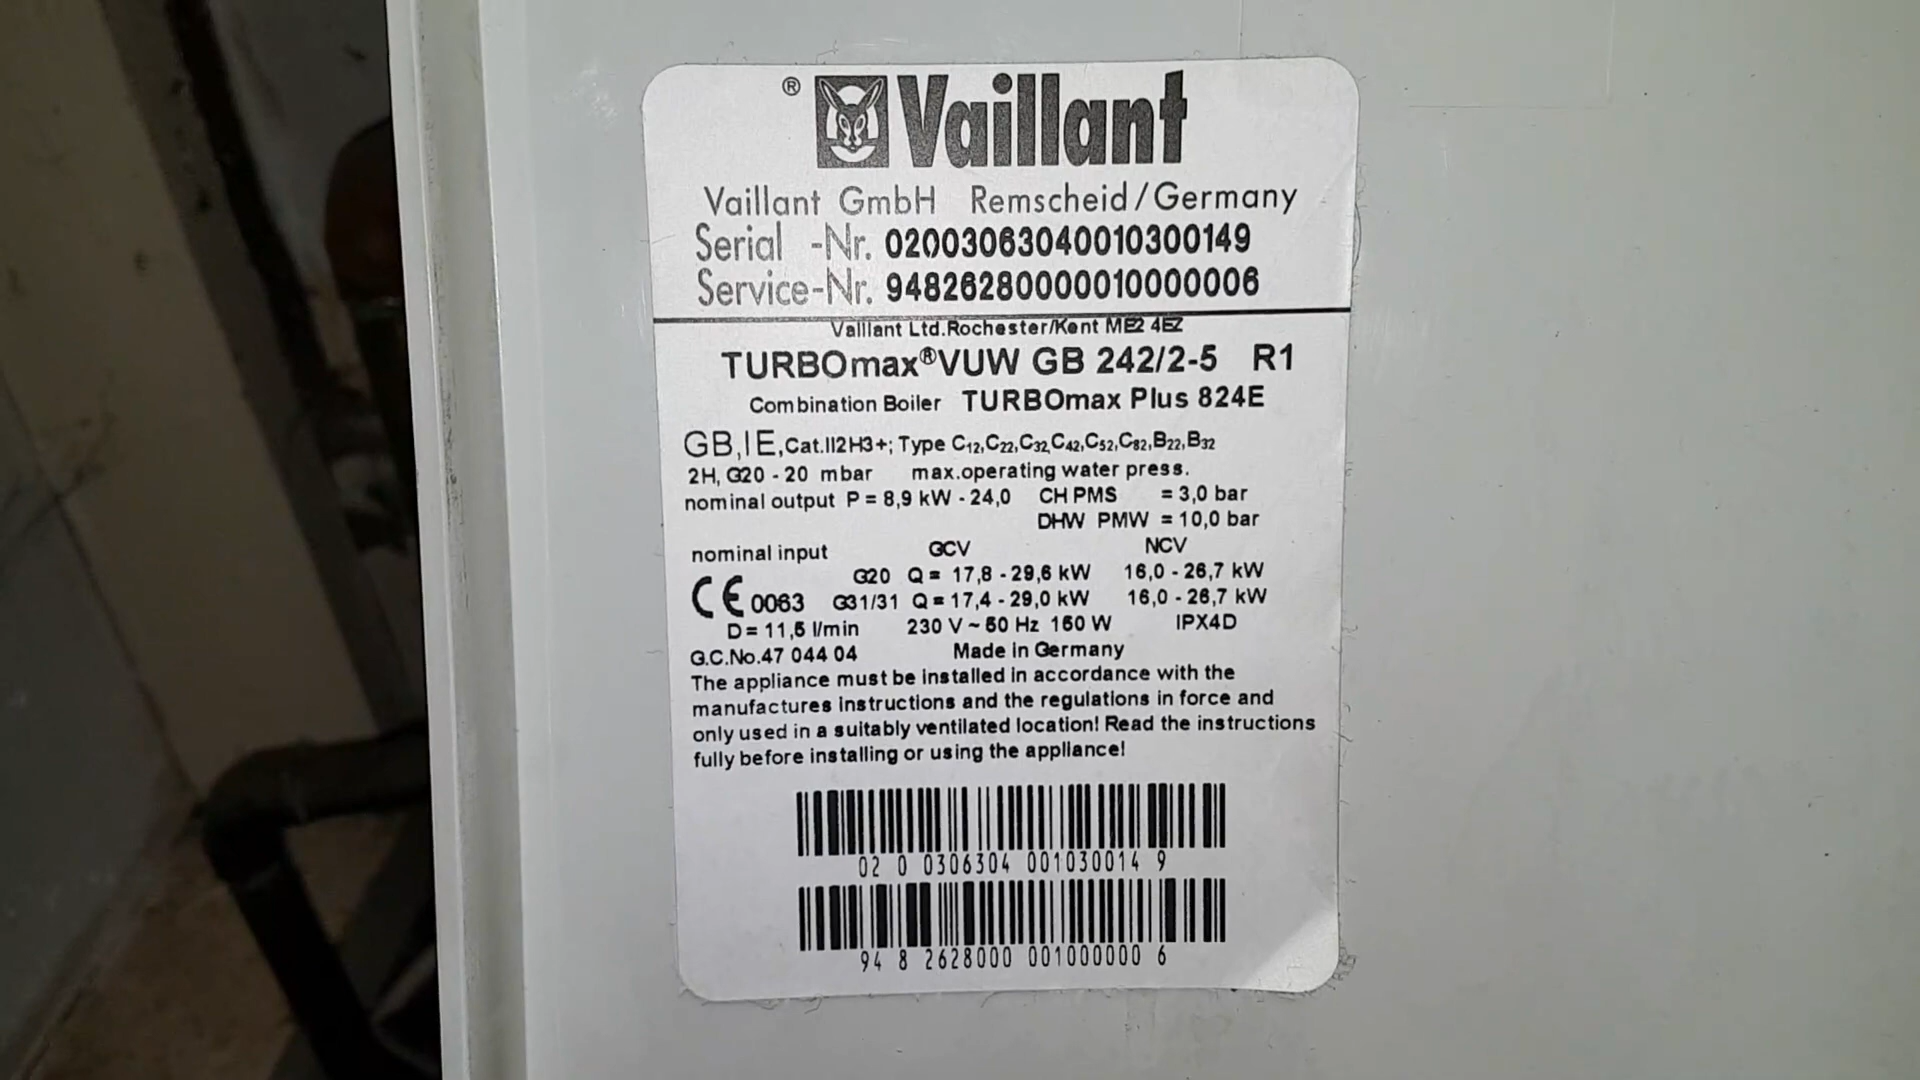 ® Vaillant
Vaillant GmbH Remscheid/Germany
Serial -Nr. 02003063040010300149
Service-Nr. 94826280000010000006
Vaillant Ltd.Rochester/Kent ME2 4EZ
TURBOmax®VUW GB 242/2-5 R1
Combination Boiler TURBOmax Plus 824E
GB,IE,Cat.II2H3+; Type C12,C22,C32,C42,C52,C82,B22,B32
2H, G20 - 20 mbar max.operating water press.
nominal output P = 8,9 kW - 24,0 CH PMS = 3,0 bar
DHW PMW = 10,0 bar
nominal input GCV NCV
G20 Q = 17,8 - 29,6 kW 16,0 - 26,7 kW
CE 0063 G31/31 Q = 17,4 - 29,0 kW 16,0 - 26,7 kW
D = 11,5 l/min 230 V ~ 50 Hz 150 W IPX4D
G.C.No.47 044 04 Made in Germany
The appliance must be installed in accordance with the
manufactures instructions and the regulations in force and
only used in a suitably ventilated location! Read the instructions
fully before installing or using the appliance!
02 0 0306304 001030014 9
94 8 2628000 001000000 6